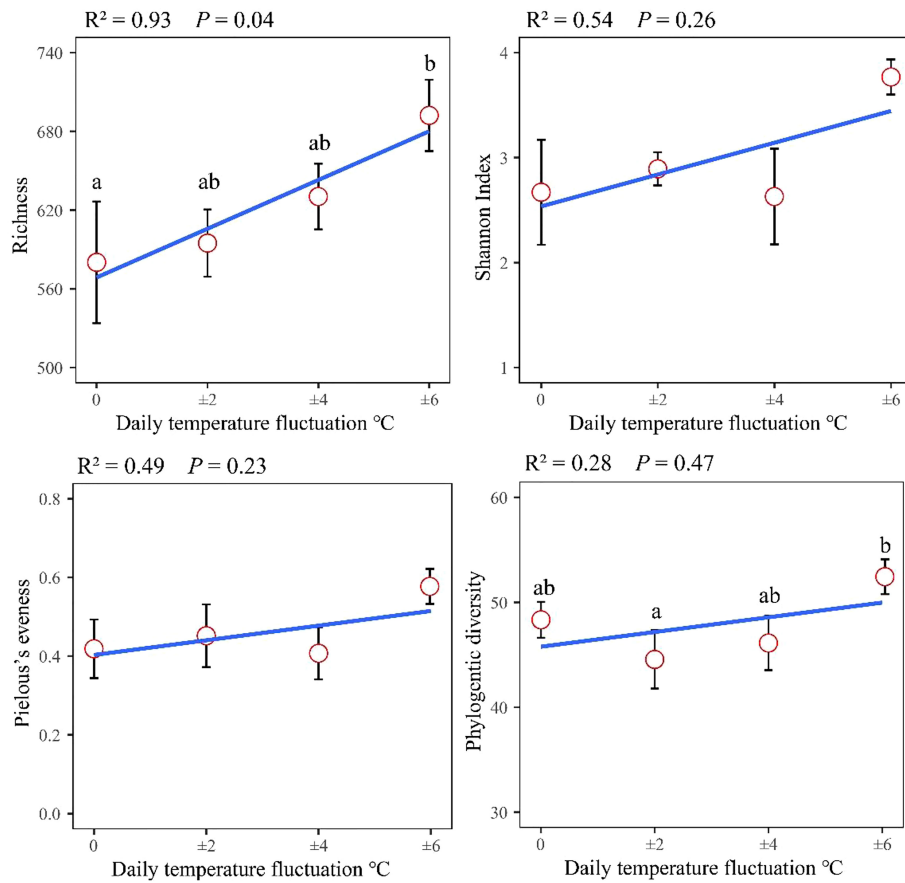 R² = 0.93 P = 0.04
740
680
620
560
500
Richness
a
ab
ab
b
0
±2
±4
±6
Daily temperature fluctuation °C
R² = 0.54 P = 0.26
4
3
2
1
Shannon Index
0
±2
±4
±6
Daily temperature fluctuation °C
R² = 0.49 P = 0.23
0.8
0.6
0.4
0.2
0.0
Pielous's eveness
0
±2
±4
±6
Daily temperature fluctuation °C
R² = 0.28 P = 0.47
60
50
40
30
Phylogentic diversity
ab
a
ab
b
0
±2
±4
±6
Daily temperature fluctuation °C